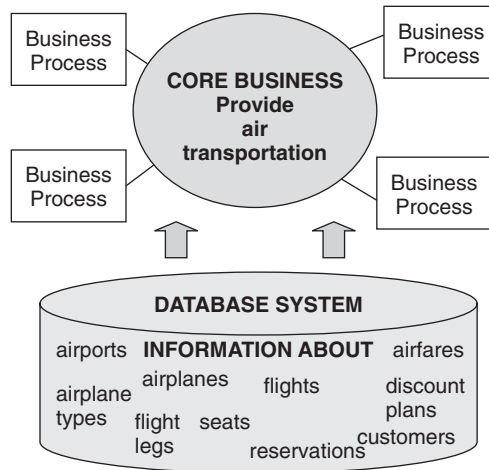 Business
Process
Business
Process
CORE BUSINESS
Provide
air
transportation
Business
Process
Business
Process
DATABASE SYSTEM
airports INFORMATION ABOUT airfares
airplane
types
airplanes
flights
discount
plans
flight
legs
seats
reservations
customers